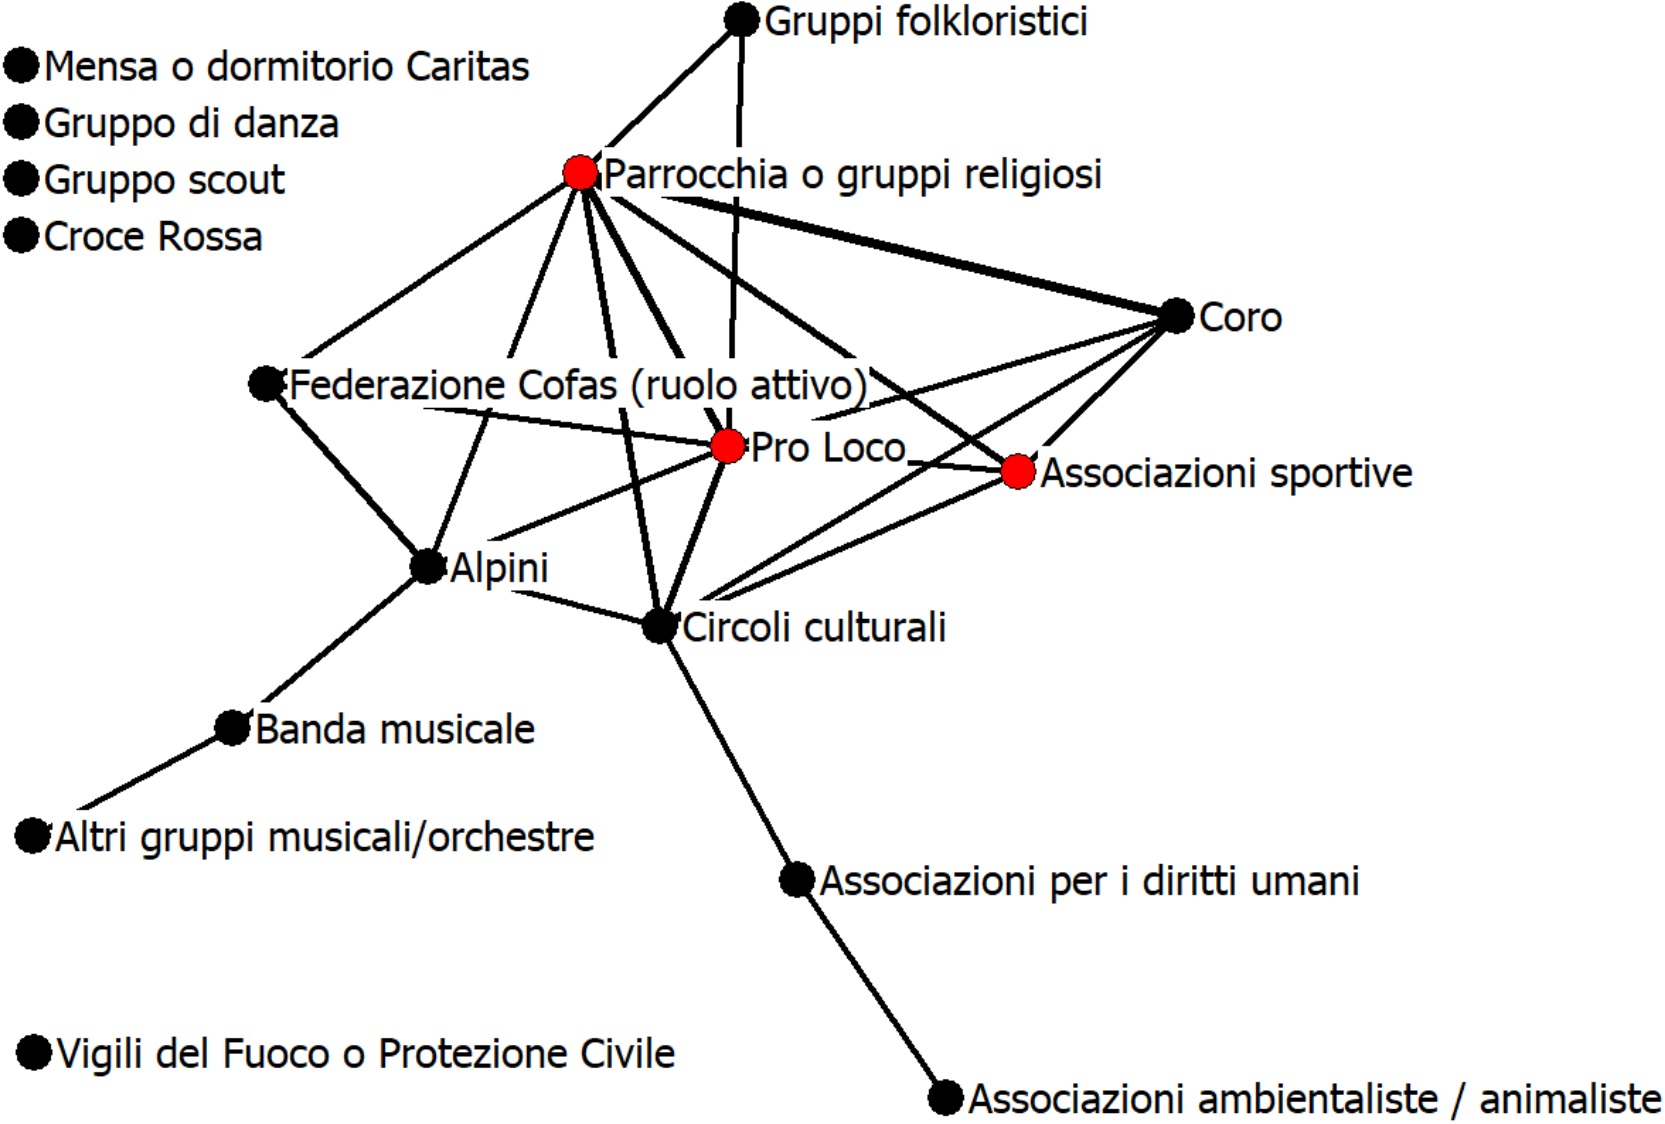 Gruppi folkloristici
Mensa o dormitorio Caritas
Gruppo di danza
Gruppo scout
Croce Rossa
Parrocchia o gruppi religiosi
Coro
Federazione Cofas (ruolo attivo)
Pro Loco
Associazioni sportive
Alpini
Circoli culturali
Banda musicale
Altri gruppi musicali/orchestre
Associazioni per i diritti umani
Vigili del Fuoco o Protezione Civile
Associazioni ambientaliste / animaliste